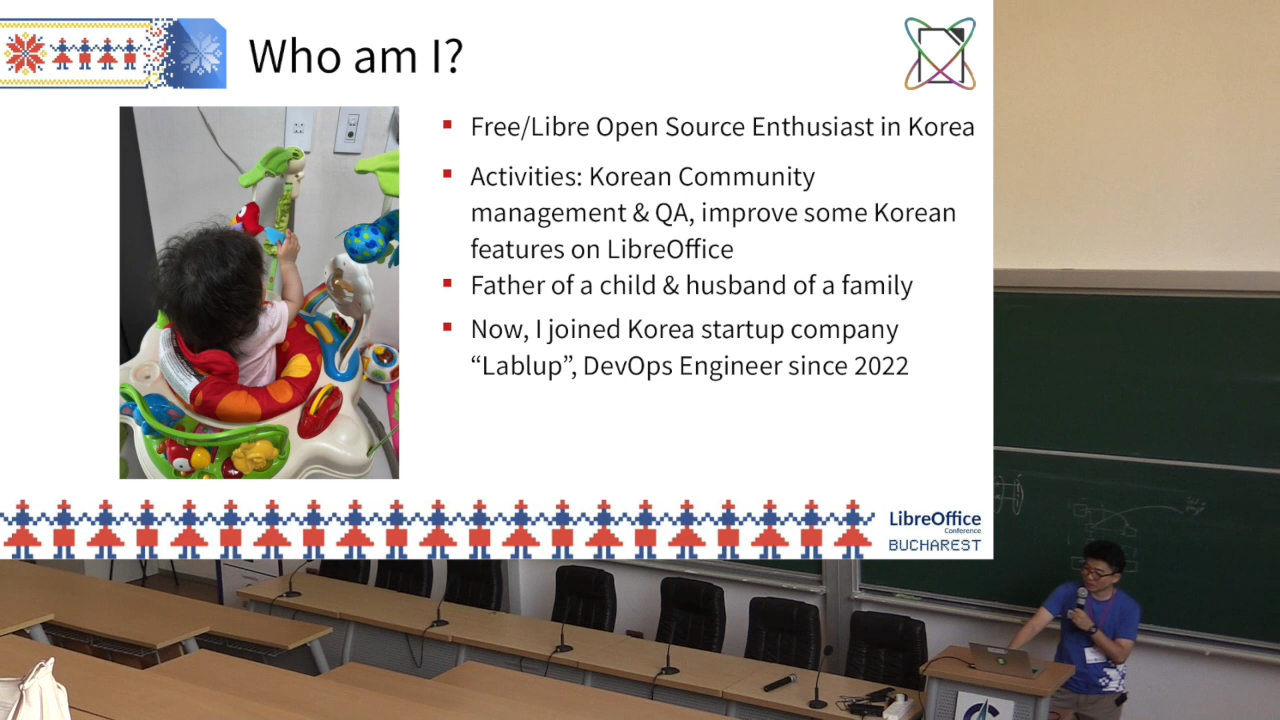 Who am I?
Free/Libre Open Source Enthusiast in Korea
Activities: Korean Community
management & QA, improve some Korean
features on LibreOffice
Father of a child & husband of a family
Now, I joined Korea startup company
“Lablup”, DevOps Engineer since 2022
LibreOffice
Conference
BUCHAREST